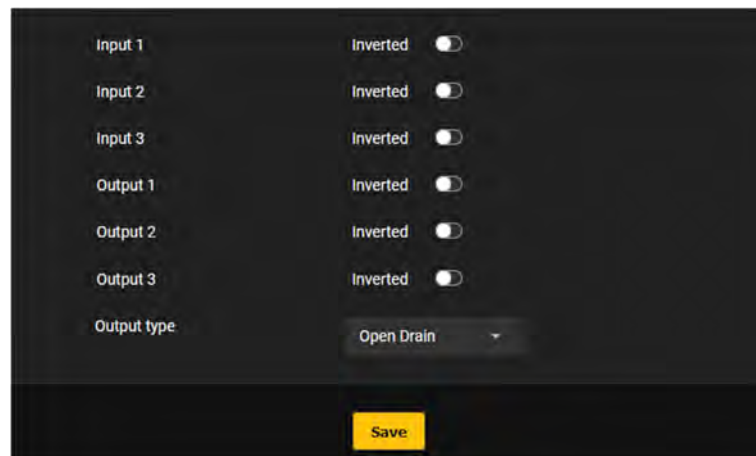 Input 1 Inverted
Input 2 Inverted
Input 3 Inverted
Output 1 Inverted
Output 2 Inverted
Output 3 Inverted
Output type Open Drain
Save